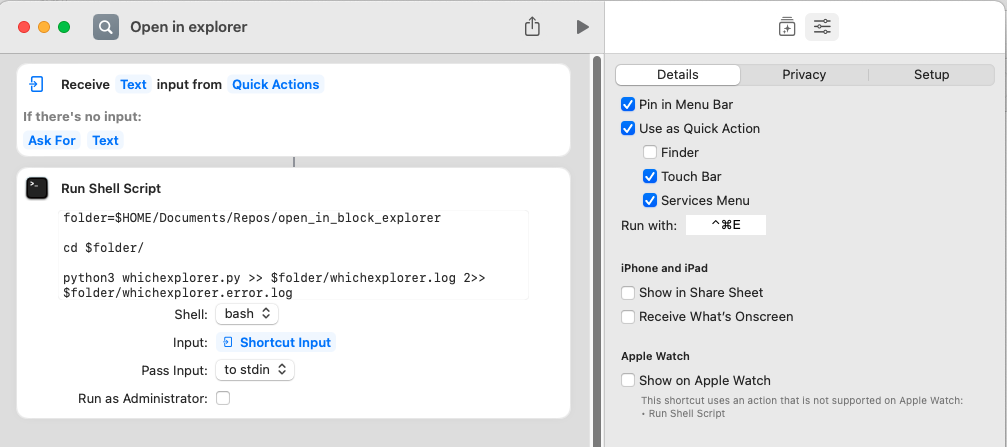 Open in explorer
Receive Text input from Quick Actions
If there's no input:
Ask For Text
Run Shell Script
folder=$HOME/Documents/Repos/open_in_block_explorer
cd $folder/
python3 whichexplorer.py >> $folder/whichexplorer.log 2>>
$folder/whichexplorer.error.log
Shell: bash
Input: Shortcut Input
Pass Input: to stdin
Run as Administrator:
Details Privacy Setup
Pin in Menu Bar
Use as Quick Action
Finder
Touch Bar
Services Menu
Run with: ^⌘E
iPhone and iPad
Show in Share Sheet
Receive What's Onscreen
Apple Watch
Show on Apple Watch
This shortcut uses an action that is not supported on Apple Watch:
• Run Shell Script